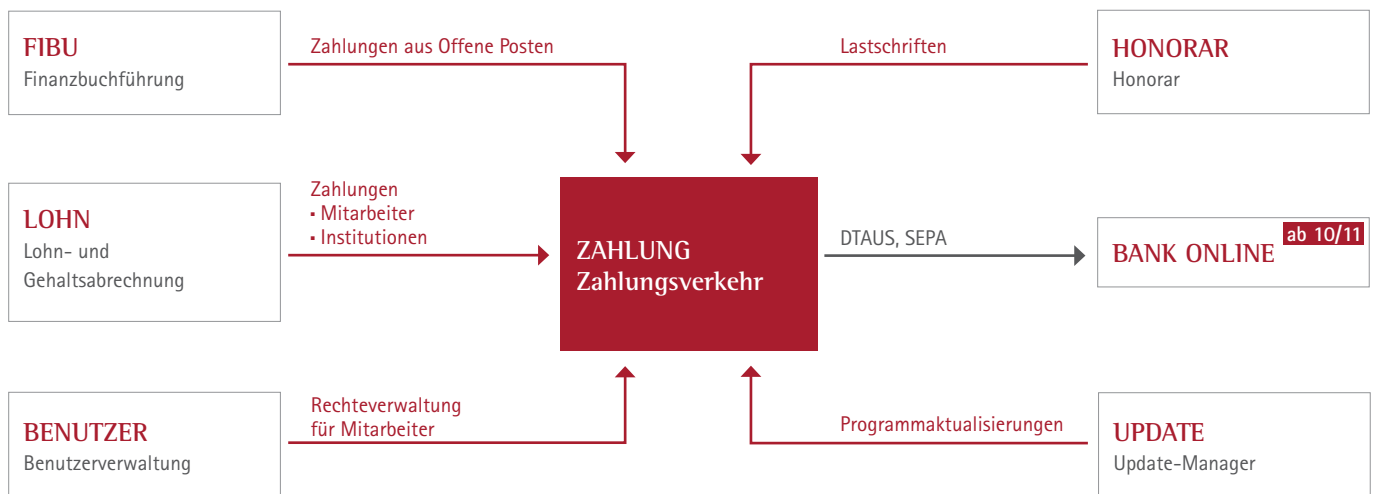 FIBU
Finanzbuchführung
Zahlungen aus Offene Posten
Lastschriften
HONORAR
Honorar
LOHN
Lohn- und
Gehaltsabrechnung
Zahlungen
▪ Mitarbeiter
▪ Institutionen
ZAHLUNG
Zahlungsverkehr
DTAUS, SEPA
ab 10/11
BANK ONLINE
BENUTZER
Benutzerverwaltung
Rechteverwaltung
für Mitarbeiter
Programmaktualisierungen
UPDATE
Update-Manager